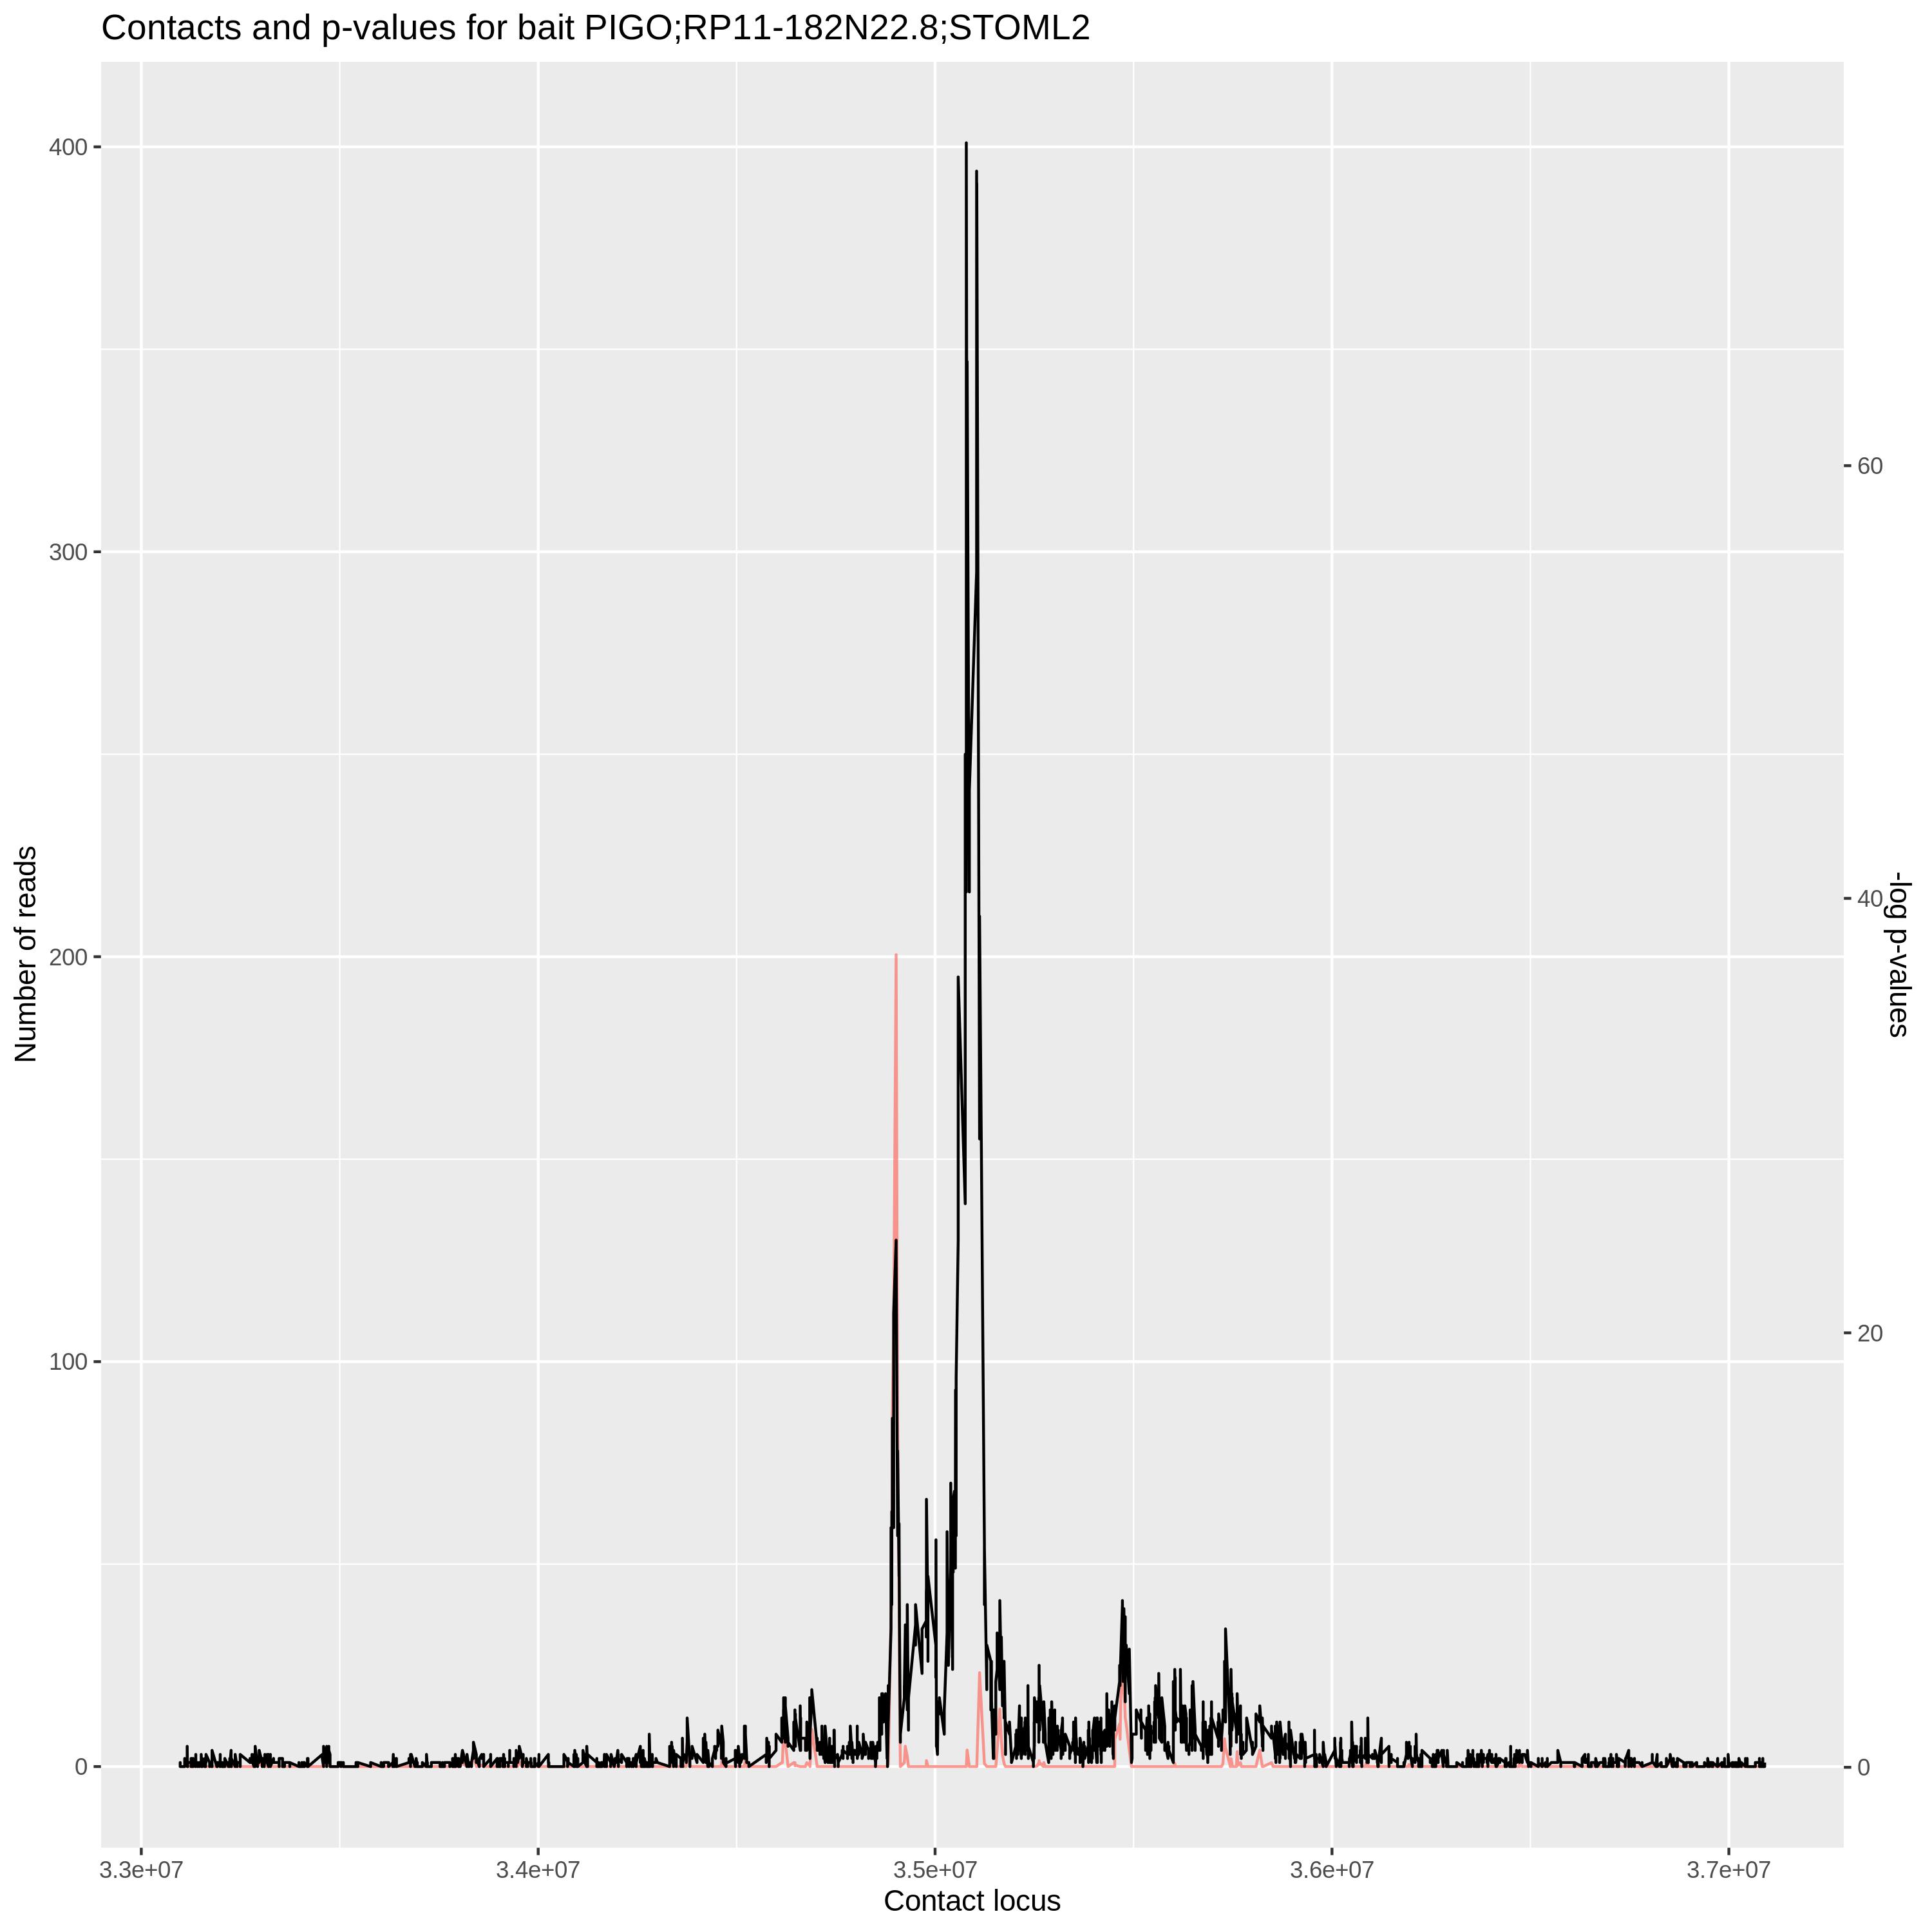 Contacts and p-values for bait PIGO;RP11-182N22.8;STOML2
400
300
200
100
0
Number of reads
60
40
20
0
-log p-values
3.3e+07
3.4e+07
3.5e+07
3.6e+07
3.7e+07
Contact locus